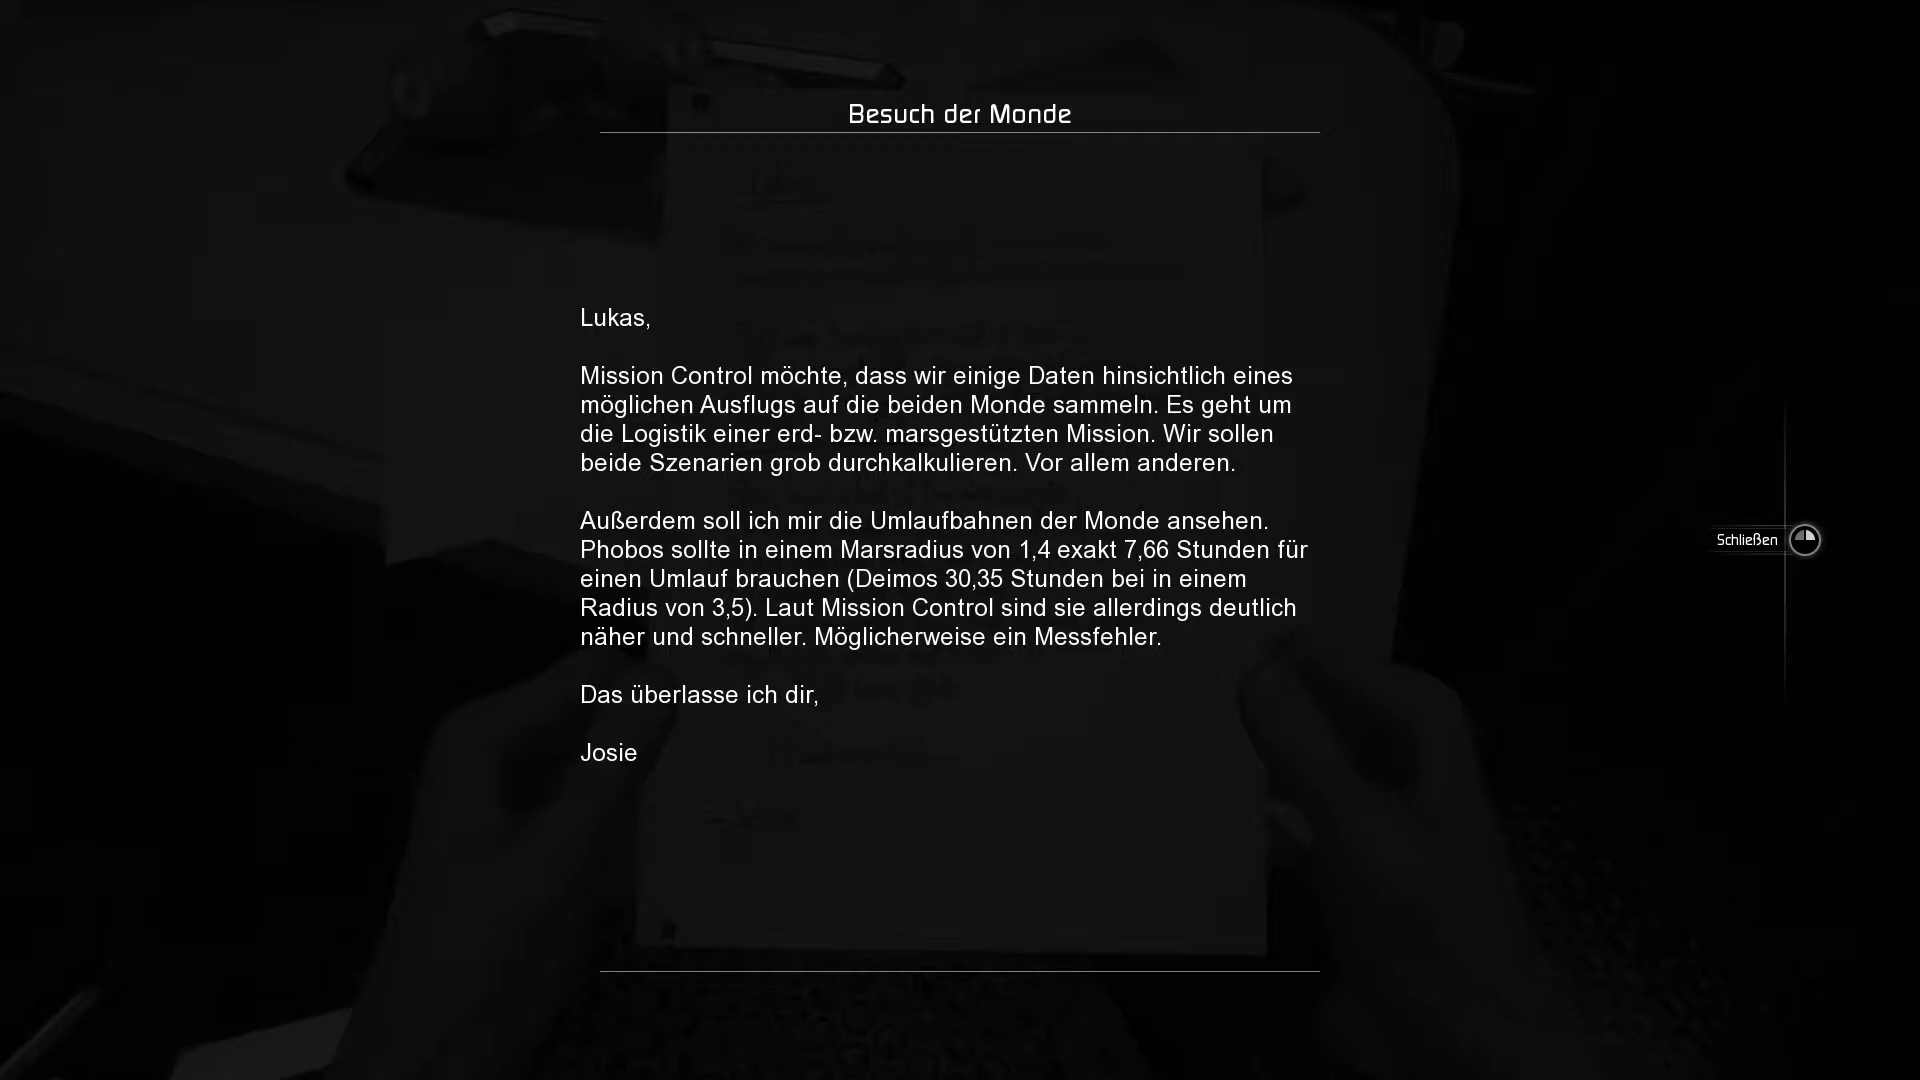 Besuch der Monde
Lukas,
Mission Control möchte, dass wir einige Daten hinsichtlich eines
möglichen Ausflugs auf die beiden Monde sammeln. Es geht um
die Logistik einer erd- bzw. marsgestützten Mission. Wir sollen
beide Szenarien grob durchkalkulieren. Vor allem anderen.
Außerdem soll ich mir die Umlaufbahnen der Monde ansehen.
Phobos sollte in einem Marsradius von 1,4 exakt 7,66 Stunden für
einen Umlauf brauchen (Deimos 30,35 Stunden bei in einem
Radius von 3,5). Laut Mission Control sind sie allerdings deutlich
näher und schneller. Möglicherweise ein Messfehler.
Das überlasse ich dir,
Josie
Schließen